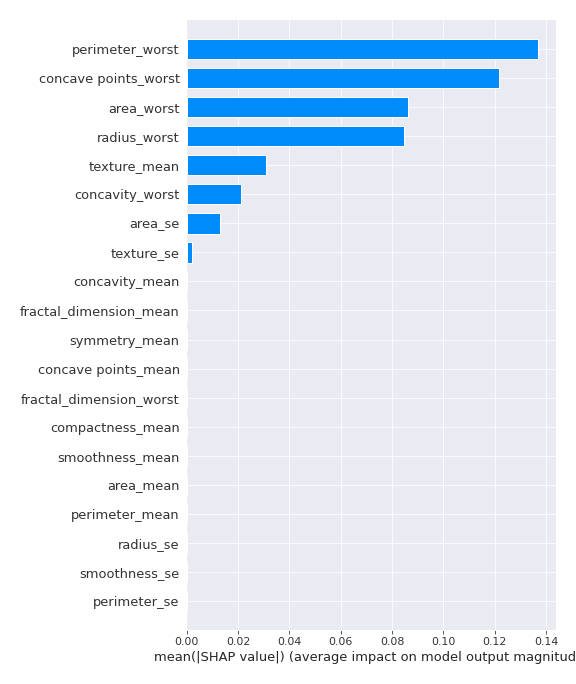 perimeter_worst
concave points_worst
area_worst
radius_worst
texture_mean
concavity_worst
area_se
texture_se
concavity_mean
fractal_dimension_mean
symmetry_mean
concave points_mean
fractal_dimension_worst
compactness_mean
smoothness_mean
area_mean
perimeter_mean
radius_se
smoothness_se
perimeter_se
0.00 0.02 0.04 0.06 0.08 0.10 0.12 0.14
mean(|SHAP value|) (average impact on model output magnitud